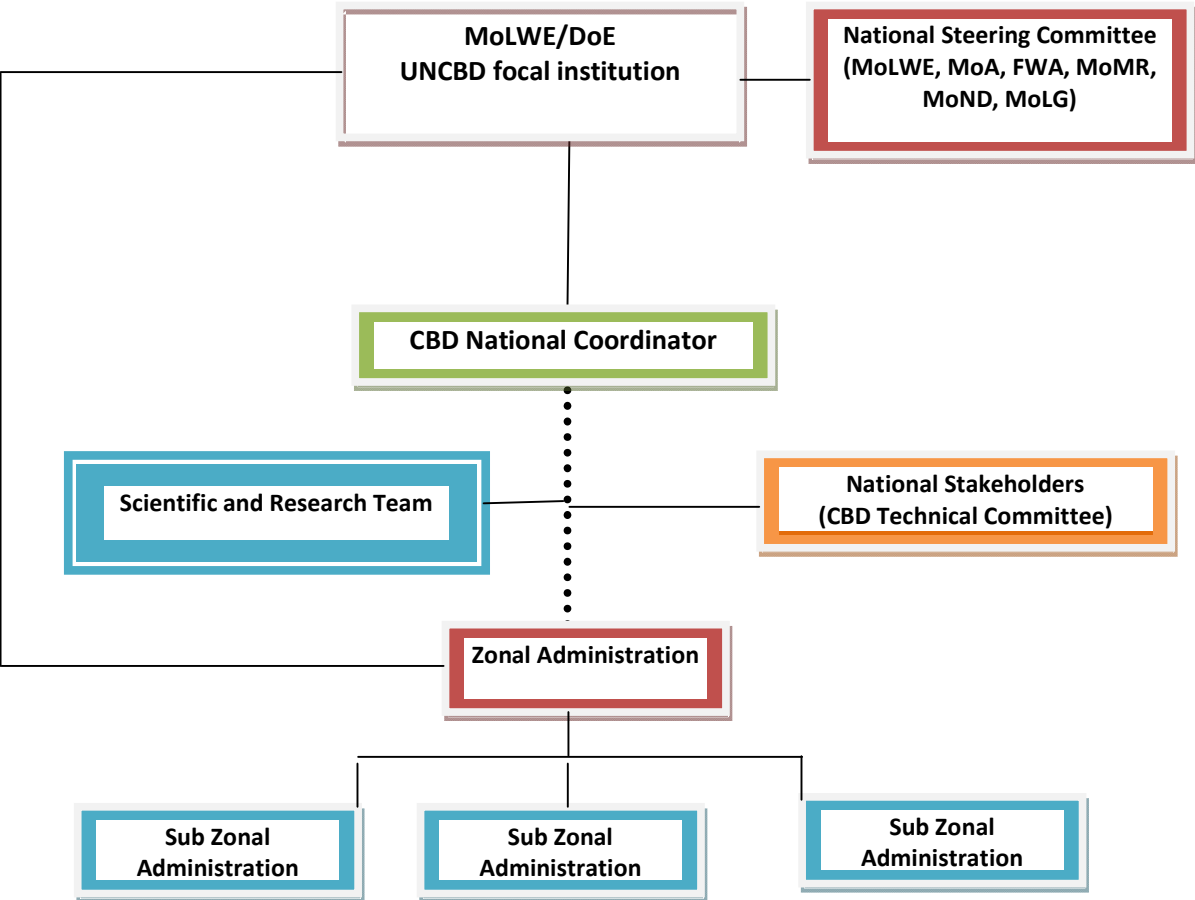 MoLWE/DoE
UNCBD focal institution
National Steering Committee
(MoLWE, MoA, FWA, MoMR,
MoND, MoLG)
CBD National Coordinator
Scientific and Research Team
National Stakeholders
(CBD Technical Committee)
Zonal Administration
Sub Zonal
Administration
Sub Zonal
Administration
Sub Zonal
Administration